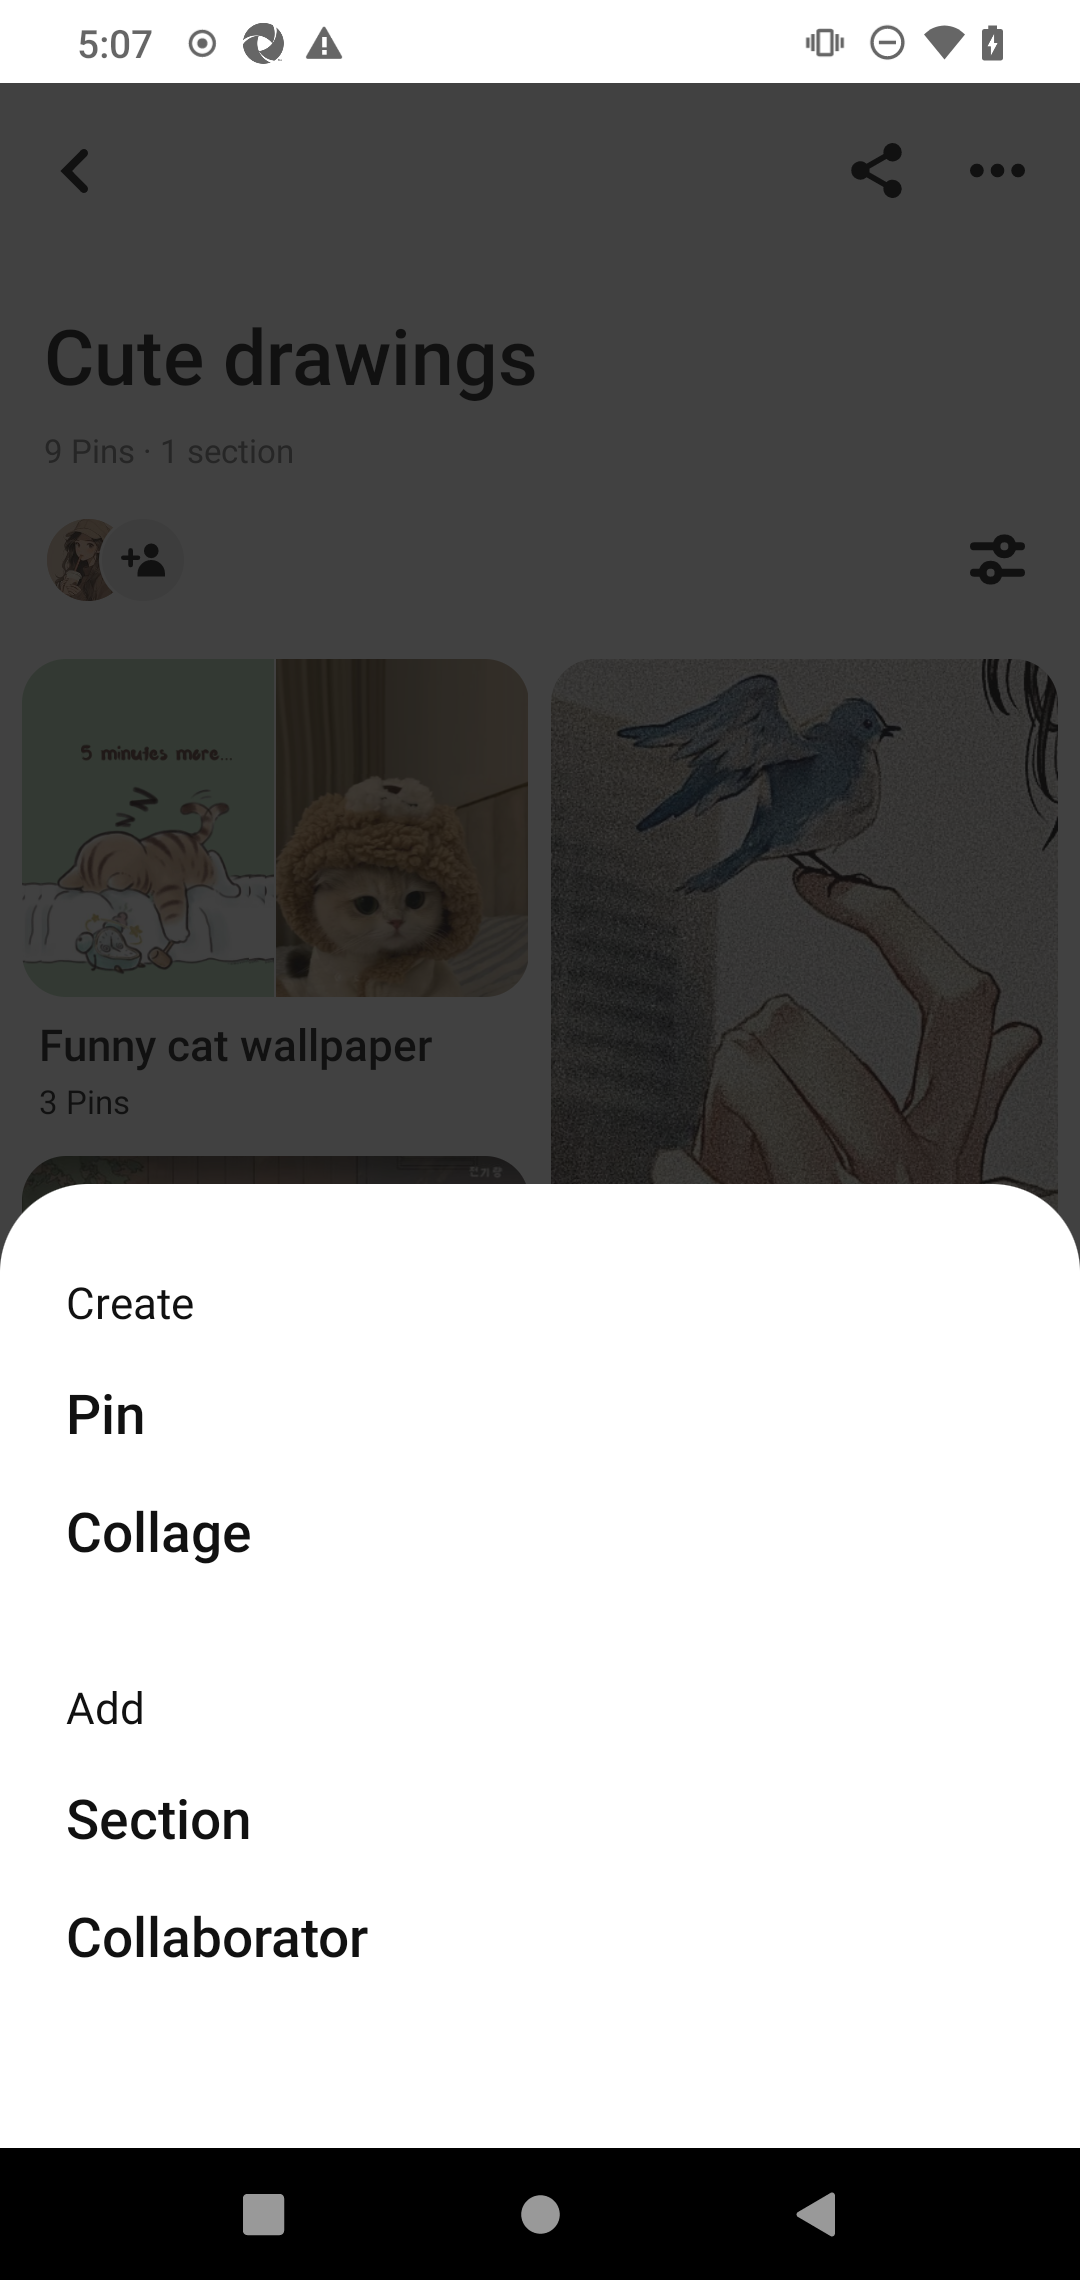 5:07
Cute drawings
9 Pins · 1 section
5 minutes more...
Funny cat wallpaper
3 Pins
Create
Pin
Collage
Add
Section
Collaborator